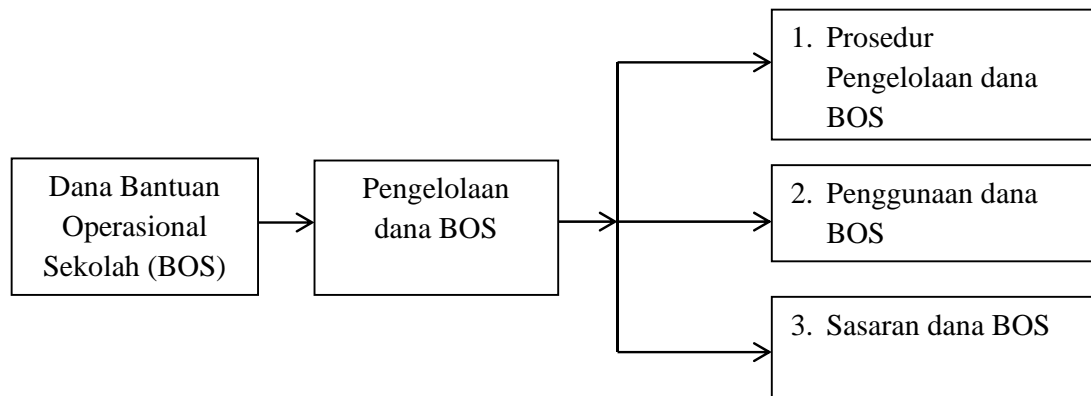 Dana Bantuan
Operasional
Sekolah (BOS)
Pengelolaan
dana BOS
1. Prosedur
Pengelolaan dana
BOS
2. Penggunaan dana
BOS
3. Sasaran dana BOS